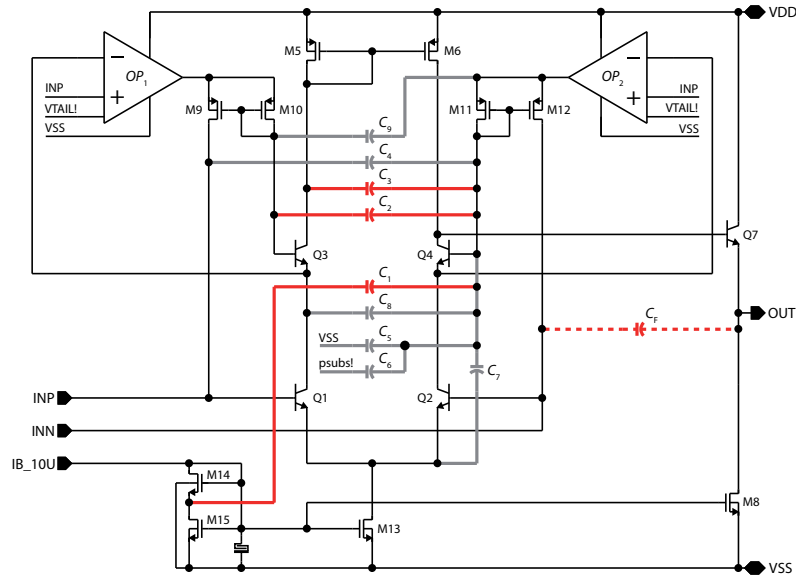 VDD
M5
M6
OP1
OP2
INP
VTAIL!
VSS
M9
M10
M11
M12
INP
VTAIL!
VSS
C9
C4
C3
C2
Q3
Q4
Q7
C1
C8
OUT
CF
VSS
C5
psubs!
C6
C7
INP
Q1
Q2
INN
IB_10U
M14
M8
M15
M13
VSS